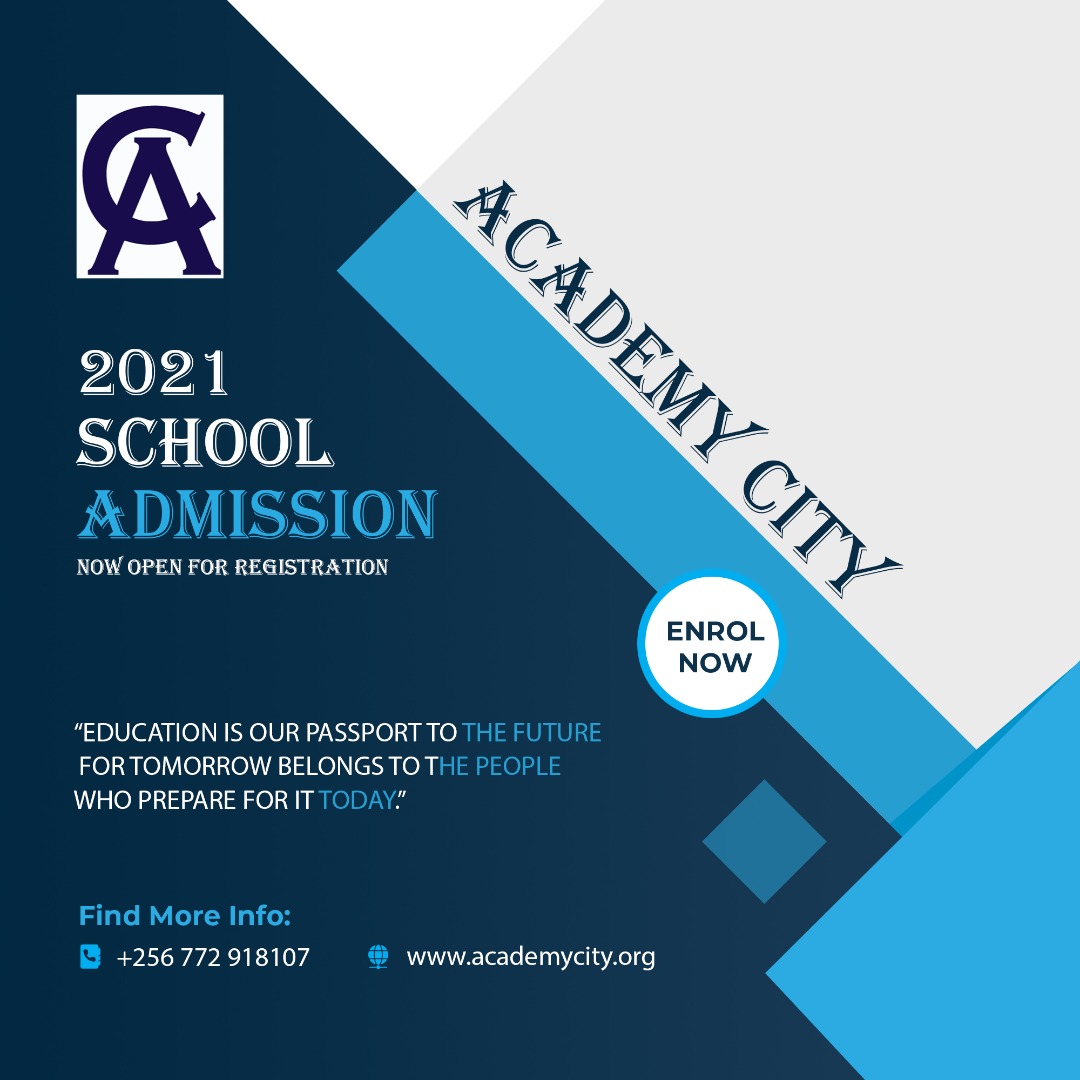 CA
2021
SCHOOL
ADMISSION
NOW OPEN FOR REGISTRATION
ACADEMY CITY
ENROL
NOW
“EDUCATION IS OUR PASSPORT TO THE FUTURE
FOR TOMORROW BELONGS TO THE PEOPLE
WHO PREPARE FOR IT TODAY.”
Find More Info:
+256 772 918107
www.academycity.org